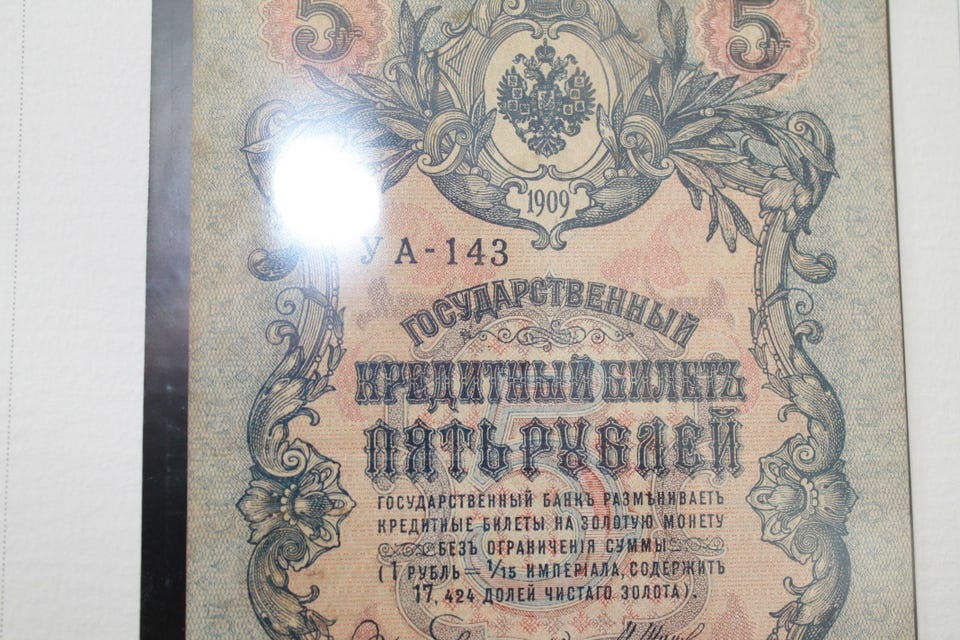 5 5
1909
УА-143
ГОСУДАРСТВЕННЫЙ
КРЕДИТНЫЙ БИЛЕТЪ
ПЯТЬ РУБЛЕЙ
ГОСУДАРСТВЕННЫЙ БАНКЪ РАЗМѢНИВАЕТЪ
КРЕДИТНЫЕ БИЛЕТЫ НА ЗОЛОТУЮ МОНЕТУ
БЕЗЪ ОГРАНИЧЕНІЯ СУММЫ
(1 РУБЛЬ = 1/15 ИМПЕРІАЛА, СОДЕРЖИТЪ
17,424 ДОЛЕЙ ЧИСТАГО ЗОЛОТА).